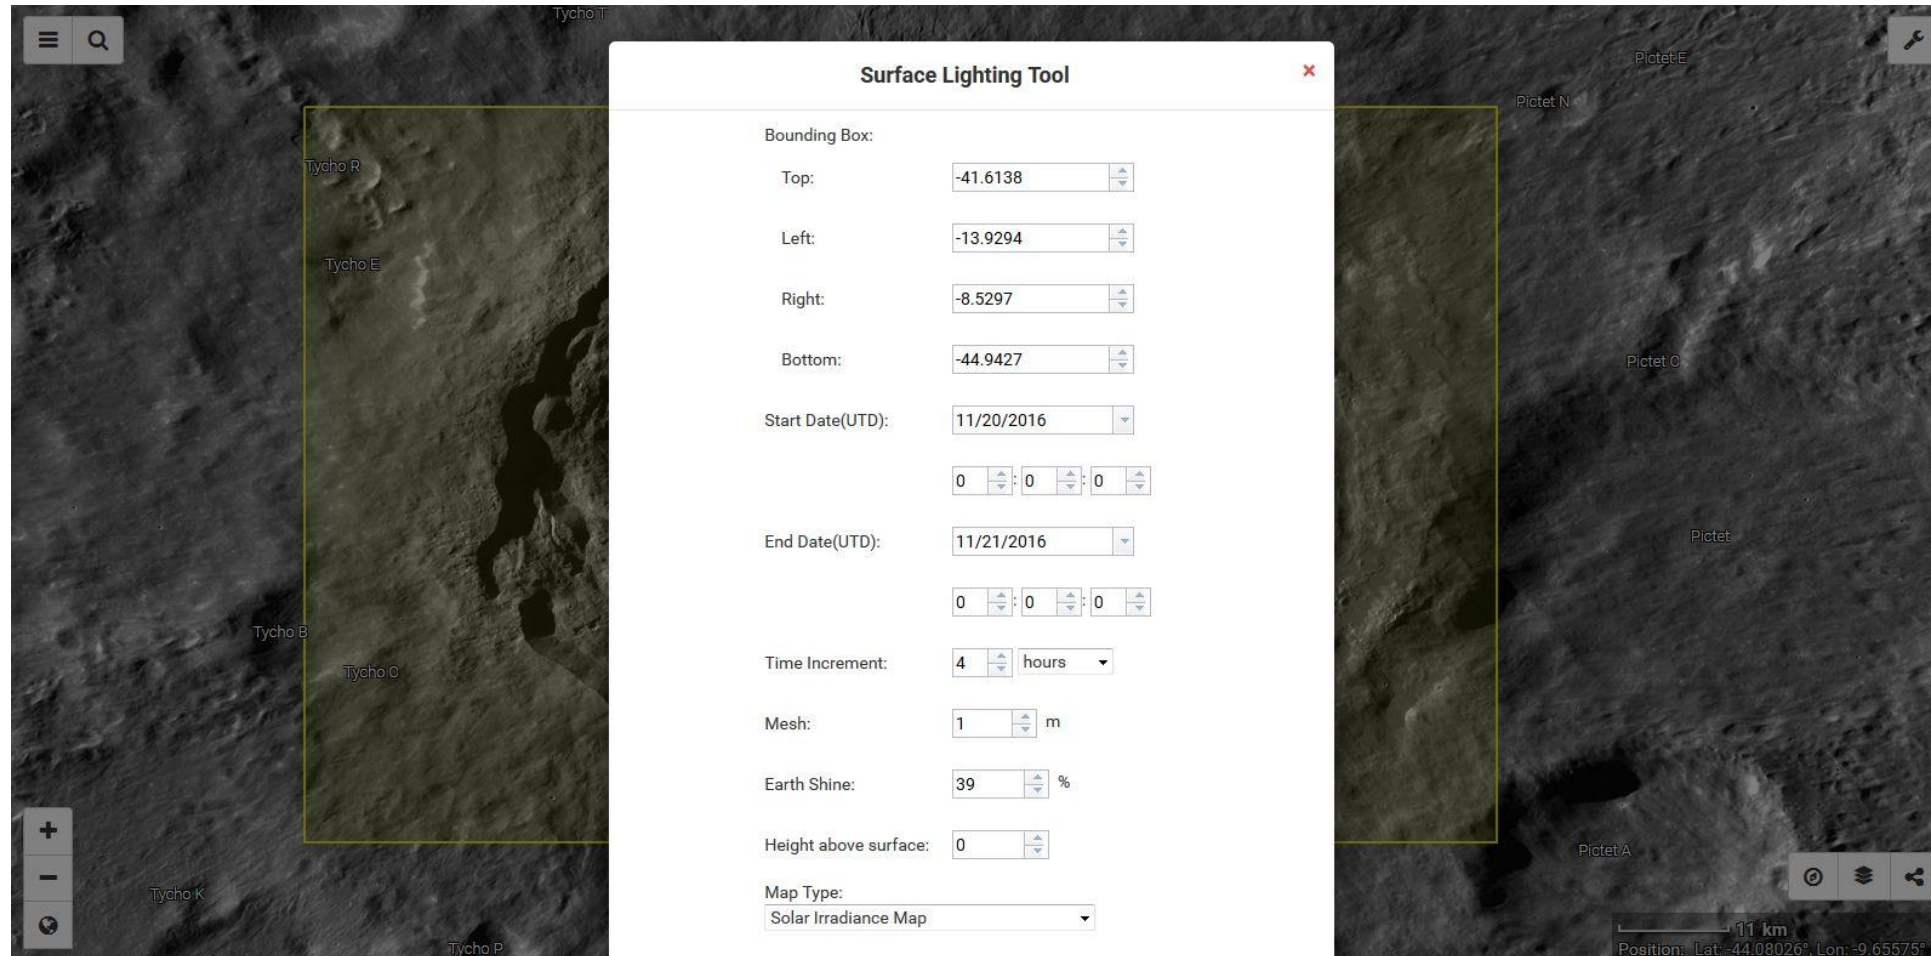 Tycho T
Surface Lighting Tool
Pictet E
Pictet N
Bounding Box:
Tycho R
Top: -41.6138
Left: -13.9294
Tycho E
Right: -8.5297
Bottom: -44.9427
Pictet C
Start Date(UTD): 11/20/2016
0 : 0 : 0
End Date(UTD): 11/21/2016
Pictet
0 : 0 : 0
Tycho B
Time Increment: 4 hours
Tycho C
Mesh: 1 m
Earth Shine: 39 %
Height above surface: 0
Pictet A
Map Type:
Tycho K
Solar Irradiance Map
11 km
Tycho P
Position: Lat: -44.08026°, Lon: -9.65575°